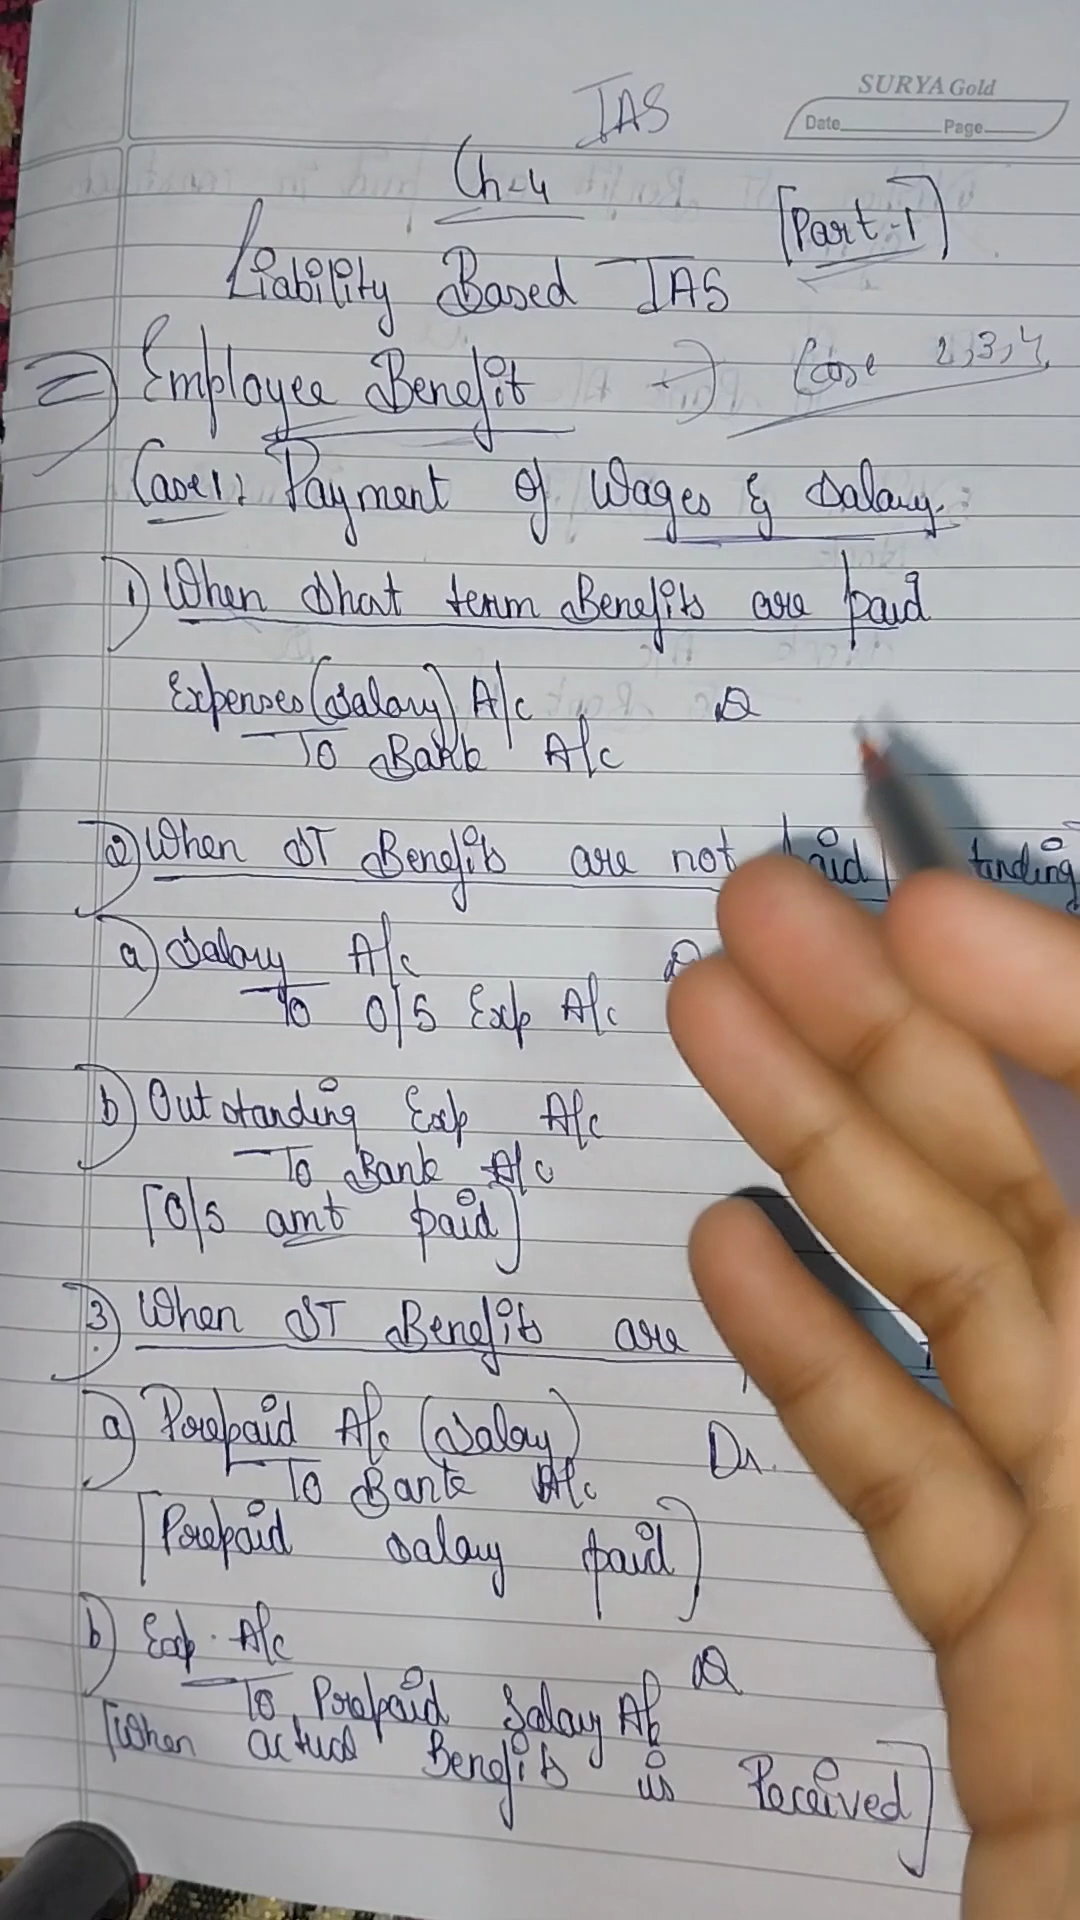 SURYA Gold
Date Page
IAS
Ch-4
[Part-1]
Liability Based IAS
Employee Benefit → Case 2,3,4
Case 1: Payment of Wages & Salary.
1) When Short term Benefits are paid
Expenses (Salary) A/c Dr
To Bank A/c
2) When ST Benefits are not
a) Salary A/c
To O/S Exp A/c
b) Outstanding Exp A/c
To Bank A/c
[O/S amt paid]
3) When ST Benefits are
a) Prepaid A/c (Salary) Dr.
To Bank A/c
[Prepaid salary paid]
b) Exp. A/c Dr
To Prepaid Salary A/c
[When actual Benefits is Received]